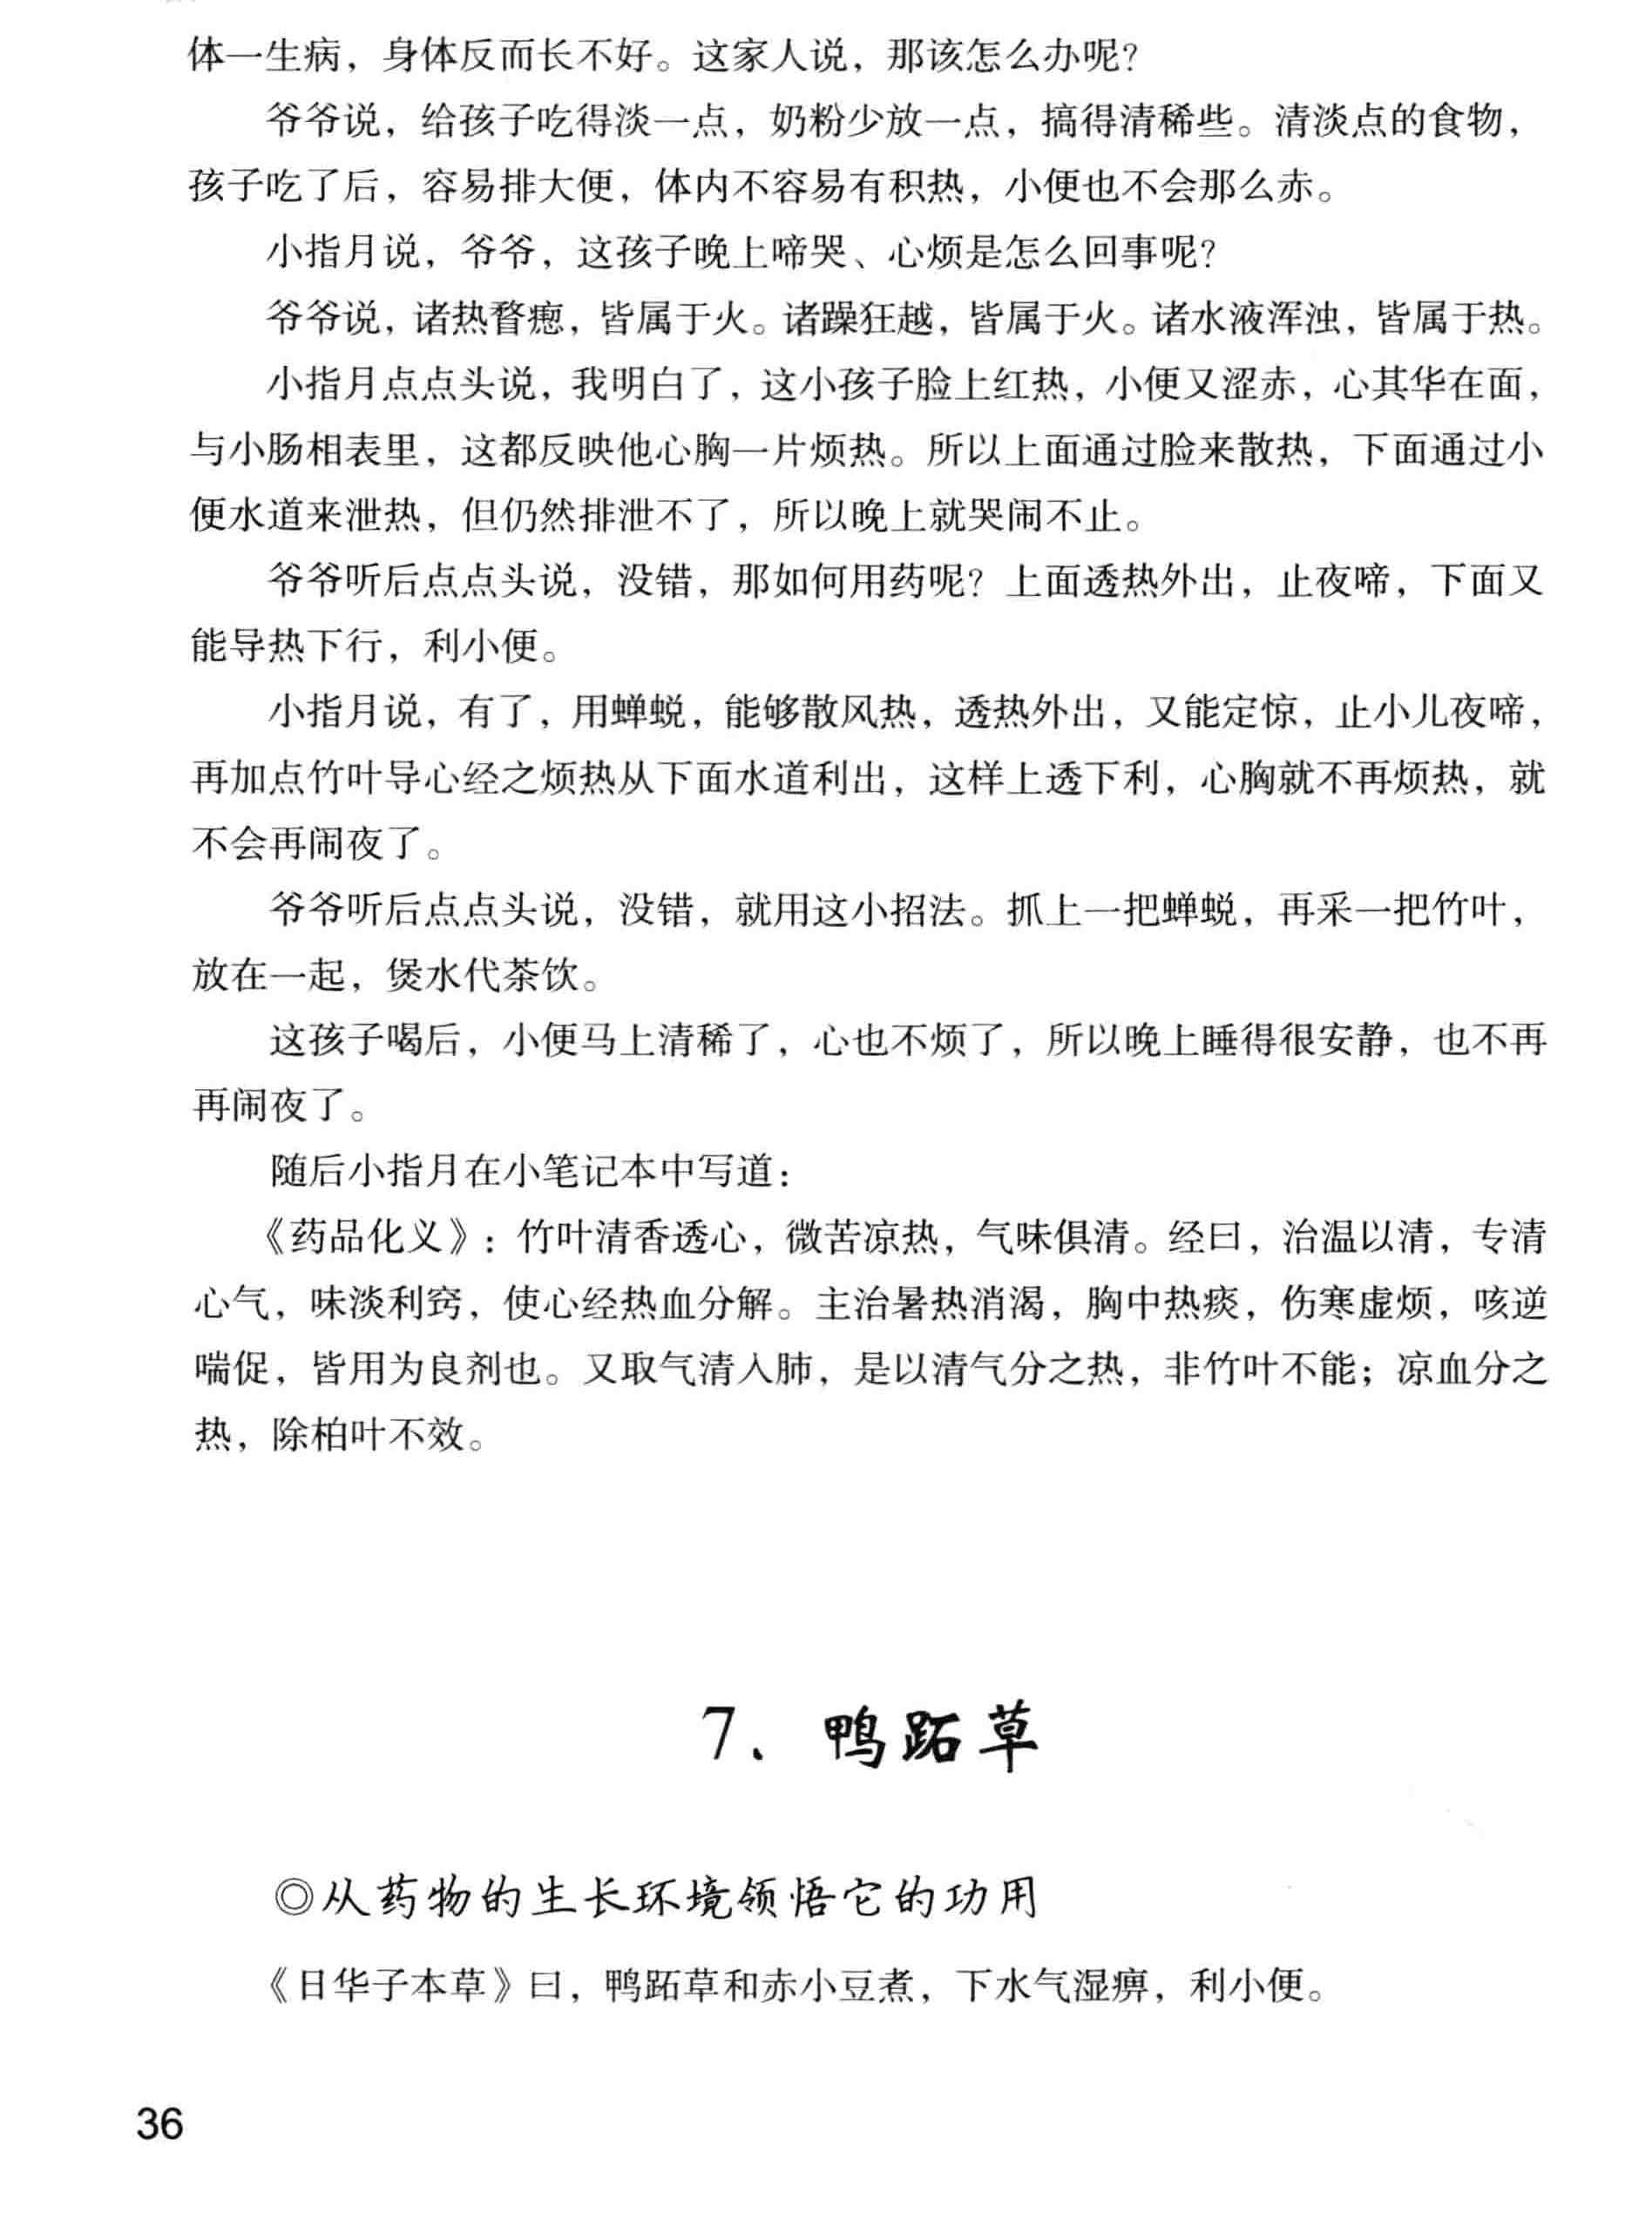 体一生病，身体反而长不好。这家人说，那该怎么办呢？
爷爷说，给孩子吃得淡一点，奶粉少放一点，搞得清稀些。清淡点的食物，
孩子吃了后，容易排大便，体内不容易有积热，小便也不会那么赤。
小指月说，爷爷，这孩子晚上啼哭、心烦是怎么回事呢？
爷爷说，诸热瞀瘛，皆属于火。诸躁狂越，皆属于火。诸水液浑浊，皆属于热。
小指月点点头说，我明白了，这小孩子脸上红热，小便又涩赤，心其华在面，
与小肠相表里，这都反映他心胸一片烦热。所以上面通过脸来散热，下面通过小
便水道来泄热，但仍然排泄不了，所以晚上就哭闹不止。
爷爷听后点点头说，没错，那如何用药呢？上面透热外出，止夜啼，下面又
能导热下行，利小便。
小指月说，有了，用蝉蜕，能够散风热，透热外出，又能定惊，止小儿夜啼，
再加点竹叶导心经之烦热从下面水道利出，这样上透下利，心胸就不再烦热，就
不会再闹夜了。
爷爷听后点点头说，没错，就用这小招法。抓上一把蝉蜕，再采一把竹叶，
放在一起，煲水代茶饮。
这孩子喝后，小便马上清稀了，心也不烦了，所以晚上睡得很安静，也不再
再闹夜了。
随后小指月在小笔记本中写道：
《药品化义》：竹叶清香透心，微苦凉热，气味俱清。经曰，治温以清，专清
心气，味淡利窍，使心经热血分解。主治暑热消渴，胸中热痰，伤寒虚烦，咳逆
喘促，皆用为良剂也。又取气清入肺，是以清气分之热，非竹叶不能；凉血分之
热，除柏叶不效。
7、鸭跖草
◎从药物的生长环境领悟它的功用
《日华子本草》曰，鸭跖草和赤小豆煮，下水气湿痹，利小便。
36